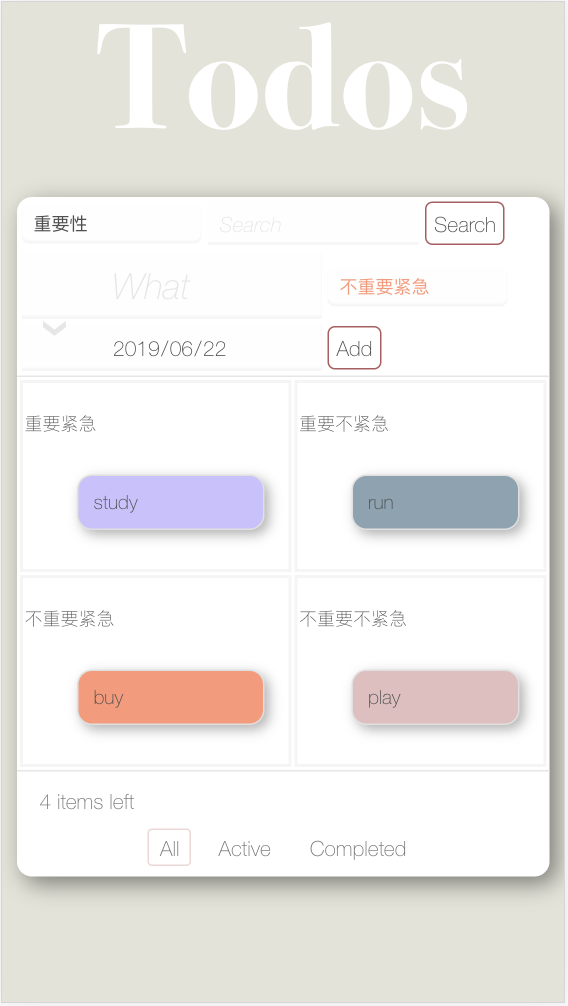 Todos
重要性 Search Search
What 不重要紧急
2019/06/22 Add
重要紧急 重要不紧急
study run
不重要紧急 不重要不紧急
buy play
4 items left
All Active Completed